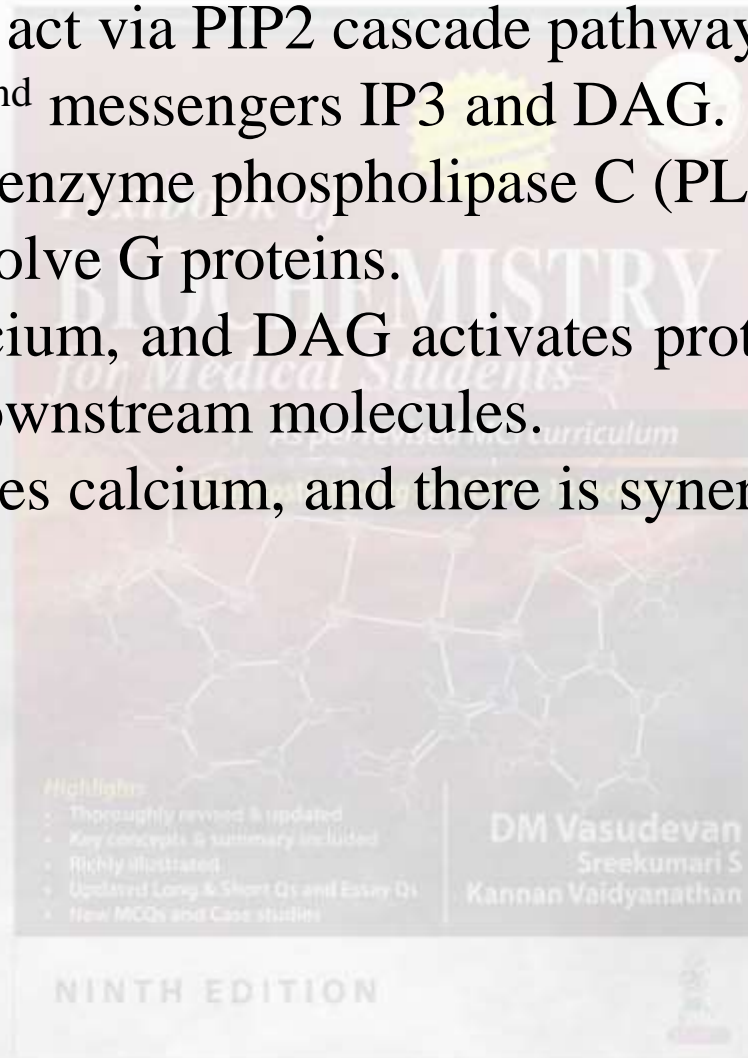 act via PIP2 cascade pathway
nd messengers IP3 and DAG.
enzyme phospholipase C (PL
olve G proteins.
cium, and DAG activates prot
ownstream molecules.
es calcium, and there is syner
Textbook of
BIOCHEMISTRY
for Medical Students
As per revised MCI curriculum
Highlights
• Thoroughly revised & updated
• Key concepts & summary included
• Richly illustrated
• Updated Long & Short Qs and Essay Qs
• New MCQs and Case studies
DM Vasudevan
Sreekumari S
Kannan Vaidyanathan
NINTH EDITION